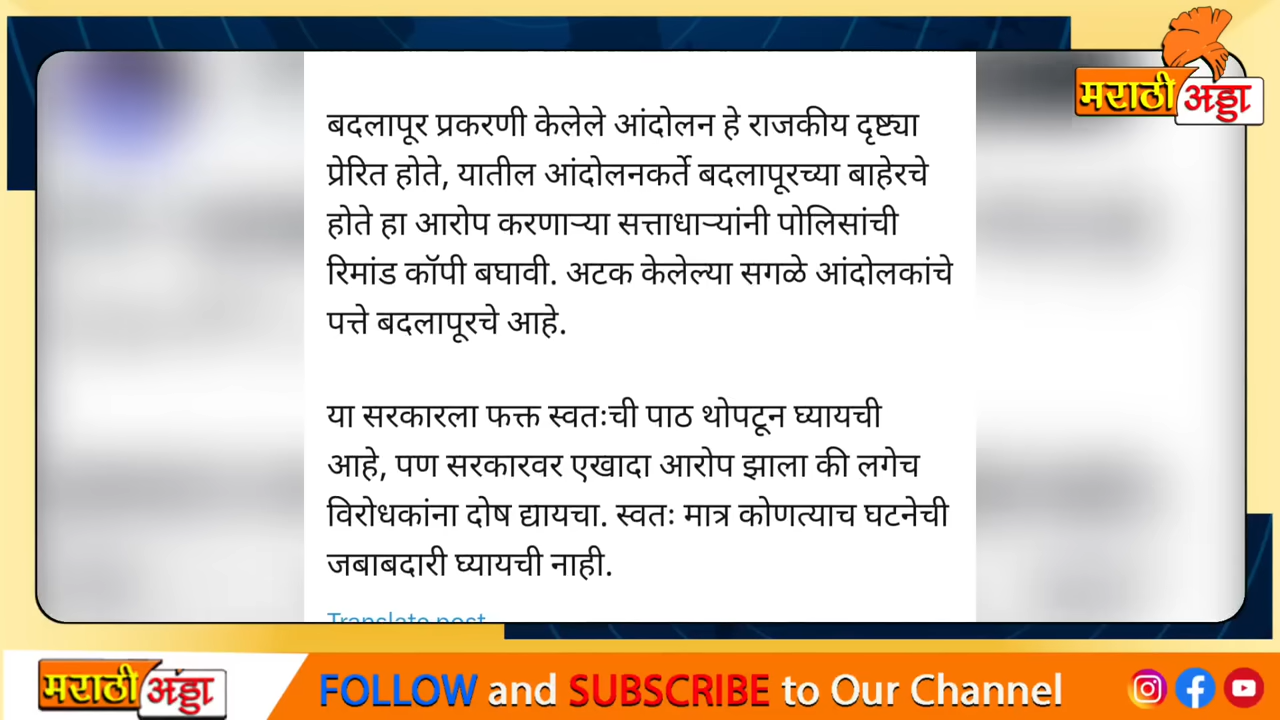 मराठी अड्डा
बदलापूर प्रकरणी केलेले आंदोलन हे राजकीय दृष्ट्या
प्रेरित होते, यातील आंदोलनकर्ते बदलापूरच्या बाहेरचे
होते हा आरोप करणाऱ्या सत्ताधाऱ्यांनी पोलिसांची
रिमांड कॉपी बघावी. अटक केलेल्या सगळे आंदोलकांचे
पत्ते बदलापूरचे आहे.
या सरकारला फक्त स्वतःची पाठ थोपटून घ्यायची
आहे, पण सरकारवर एखादा आरोप झाला की लगेच
विरोधकांना दोष द्यायचा. स्वतः मात्र कोणत्याच घटनेची
जबाबदारी घ्यायची नाही.
Translate post
मराठी अड्डा
FOLLOW and SUBSCRIBE to Our Channel